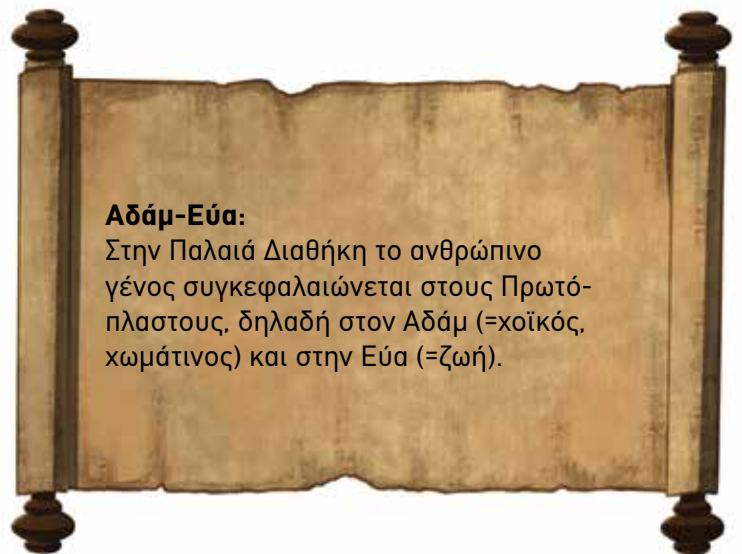 Αδάμ-Εύα:
Στην Παλαιά Διαθήκη το ανθρώπινο
γένος συγκεφαλαιώνεται στους Πρωτό-
πλαστους, δηλαδή στον Αδάμ (=χοϊκός,
χωμάτινος) και στην Εύα (=ζωή).